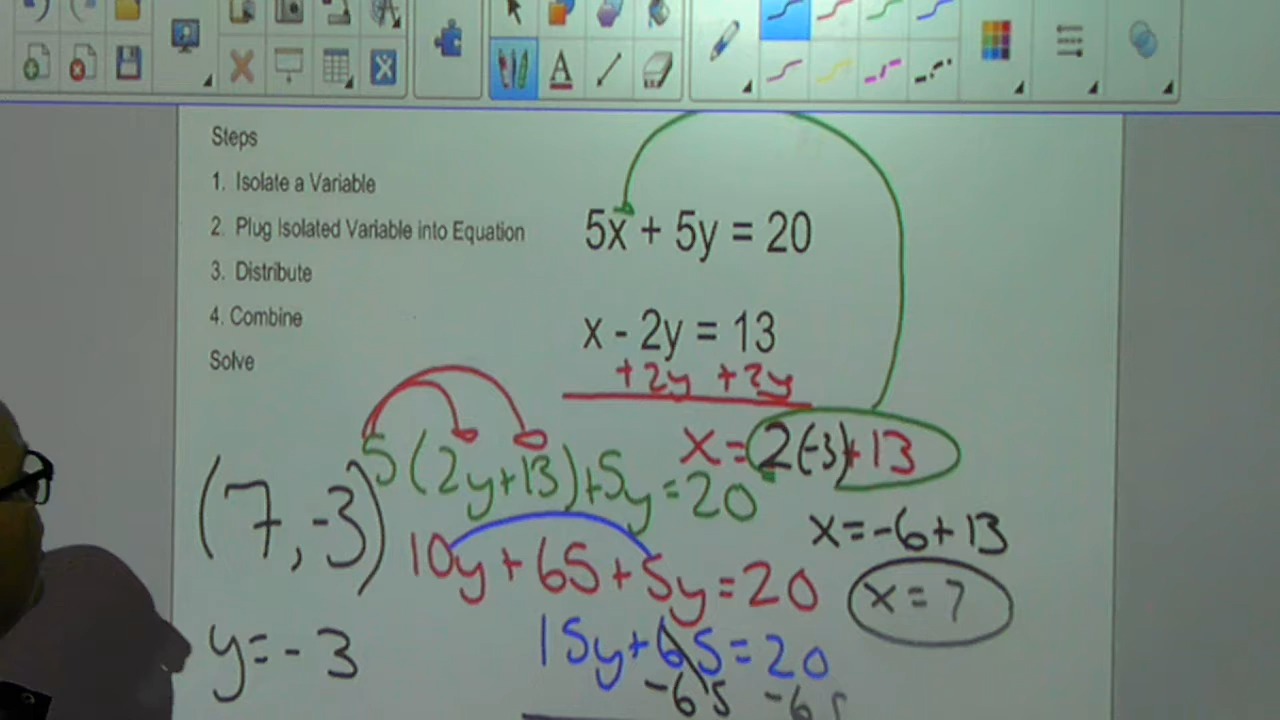 Steps
1. Isolate a Variable
2. Plug Isolated Variable into Equation
3. Distribute
4. Combine
Solve
5x + 5y = 20
x - 2y = 13
+2y +2y
x=2(-3)+13
5(2y+13)+5y=20
x=-6+13
(7,-3)
10y+65+5y=20
x=7
y=-3
15y+65=20
-65 -65